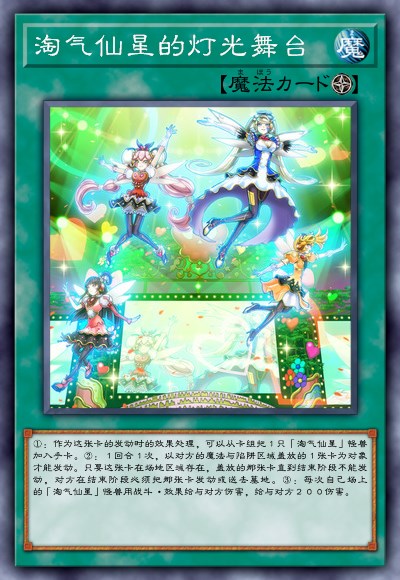 淘气仙星的灯光舞台
魔
【魔法カード】
まほう
①：作为这张卡的发动时的效果处理，可以从卡组把1只「淘气仙星」怪兽
加入手卡。②：1回合1次，以对方的魔法与陷阱区域盖放的1张卡为对象
才能发动。只要这张卡在场地区域存在，盖放的那张卡直到结束阶段不能发
动，对方在结束阶段必须把那张卡发动或送去墓地。③：每次自己场上
的「淘气仙星」怪兽用战斗·效果给与对方伤害，给与对方200伤害。